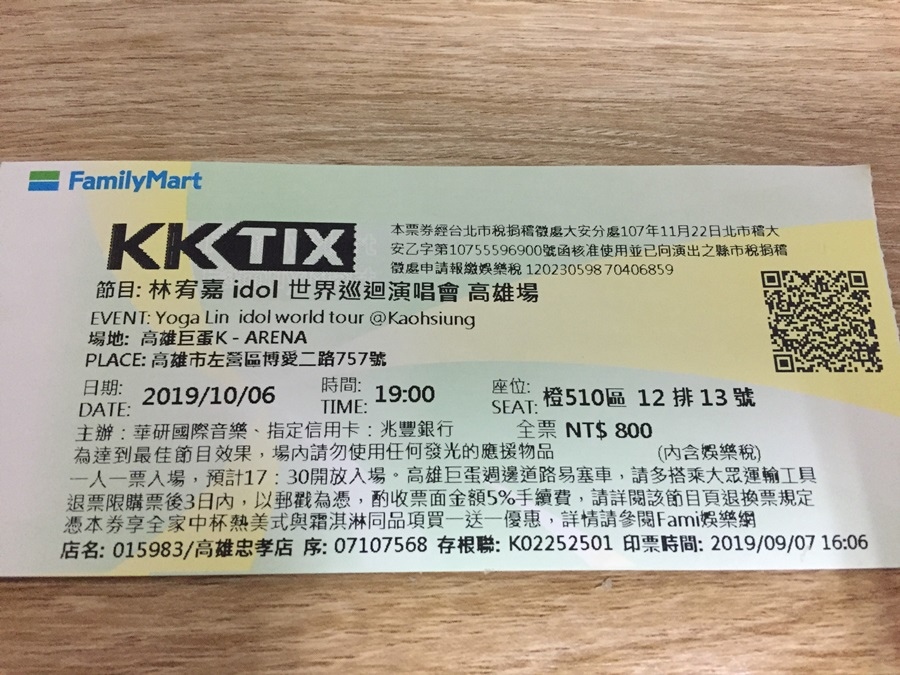 FamilyMart
KKTIX
本票券經台北市稅捐稽徵處大安分處107年11月22日北市稽大
安乙字第10755596900號函核准使用並已向演出之縣市稅捐稽
徵處申請報繳娛樂稅 12023059870406859
節目: 林宥嘉 idol 世界巡迴演唱會 高雄場
EVENT: Yoga Lin idol world tour @Kaohsiung
場地: 高雄巨蛋K - ARENA
PLACE: 高雄市左營區博愛二路757號
日期: 2019/10/06 時間: 19:00 座位: 橙510區 12 排 13 號
DATE: TIME: SEAT:
主辦：華研國際音樂、指定信用卡：兆豐銀行 全票 NT$ 800
為達到最佳節目效果，場內請勿使用任何發光的應援物品 (內含娛樂稅)
一人一票入場，預計17：30開放入場。高雄巨蛋週邊道路易塞車，請多搭乘大眾運輸工具
退票限購票後3日內，以郵戳為憑，酌收票面金額5%手續費，請詳閱該節目頁退換票規定
憑本券享全家中杯熱美式與霜淇淋同品項買一送一優惠，詳情請參閱Fami娛樂網
店名: 015983/高雄忠孝店 序: 07107568 存根聯: K02252501 印票時間: 2019/09/07 16:06